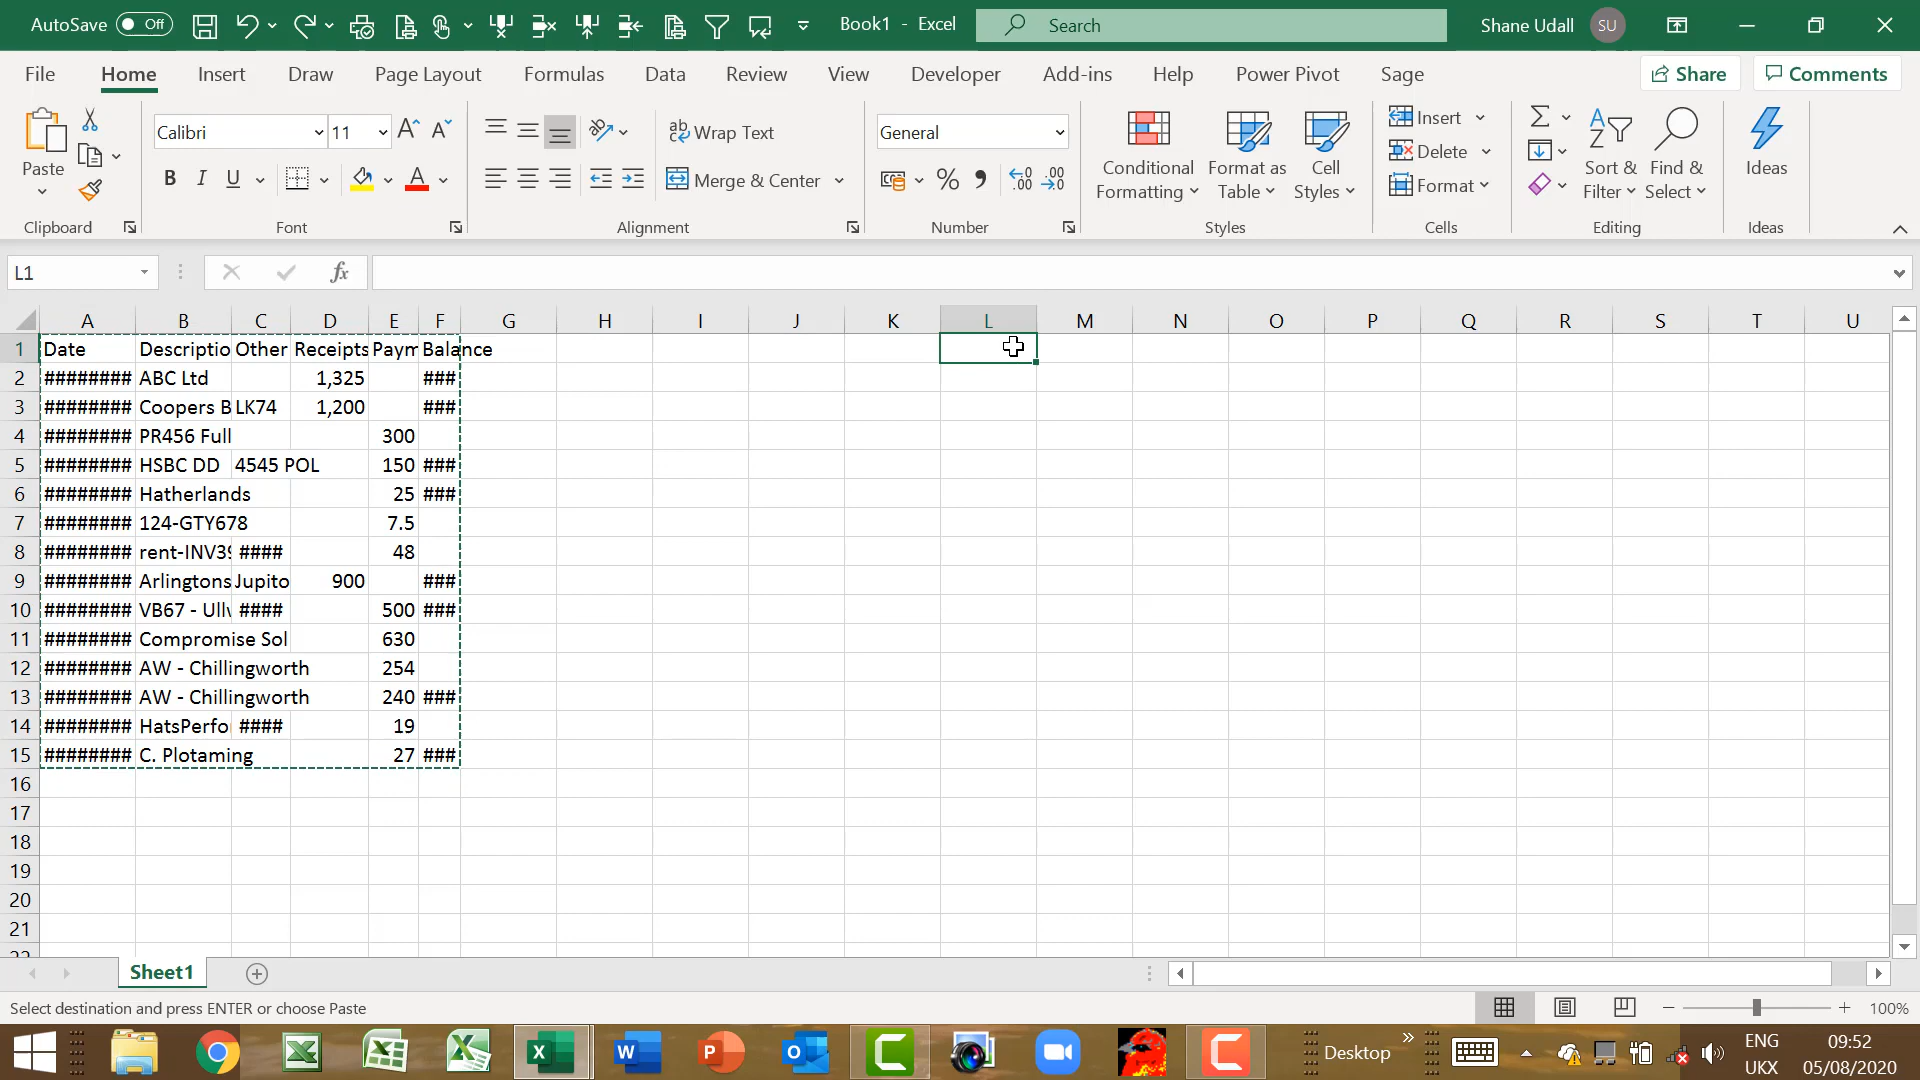 AutoSave Off Book1 - Excel Search Shane Udall SU
File Home Insert Draw Page Layout Formulas Data Review View Developer Add-ins Help Power Pivot Sage Share Comments
Paste
Clipboard
Calibri 11
B I U
Font
Wrap Text
Merge & Center
Alignment
General
Number
Conditional Formatting
Format as Table
Cell Styles
Styles
Insert
Delete
Format
Cells
Sort & Filter
Find & Select
Editing
Ideas
Ideas
L1 fx
A B C D E F G H I J K L M N O P Q R S T U
1 Date Descriptio Other Receipts Paym Balance
2 ######## ABC Ltd 1,325 ###
3 ######## Coopers B LK74 1,200 ###
4 ######## PR456 Full 300
5 ######## HSBC DD 4545 POL 150 ###
6 ######## Hatherlands 25 ###
7 ######## 124-GTY678 7.5
8 ######## rent-INV39 #### 48
9 ######## Arlingtons Jupito 900 ###
10 ######## VB67 - Ullv #### 500 ###
11 ######## Compromise Sol 630
12 ######## AW - Chillingworth 254
13 ######## AW - Chillingworth 240 ###
14 ######## HatsPerfo #### 19
15 ######## C. Plotaming 27 ###
16
17
18
19
20
21
22
Sheet1
Select destination and press ENTER or choose Paste 100%
Desktop ENG 09:52
UKX 05/08/2020